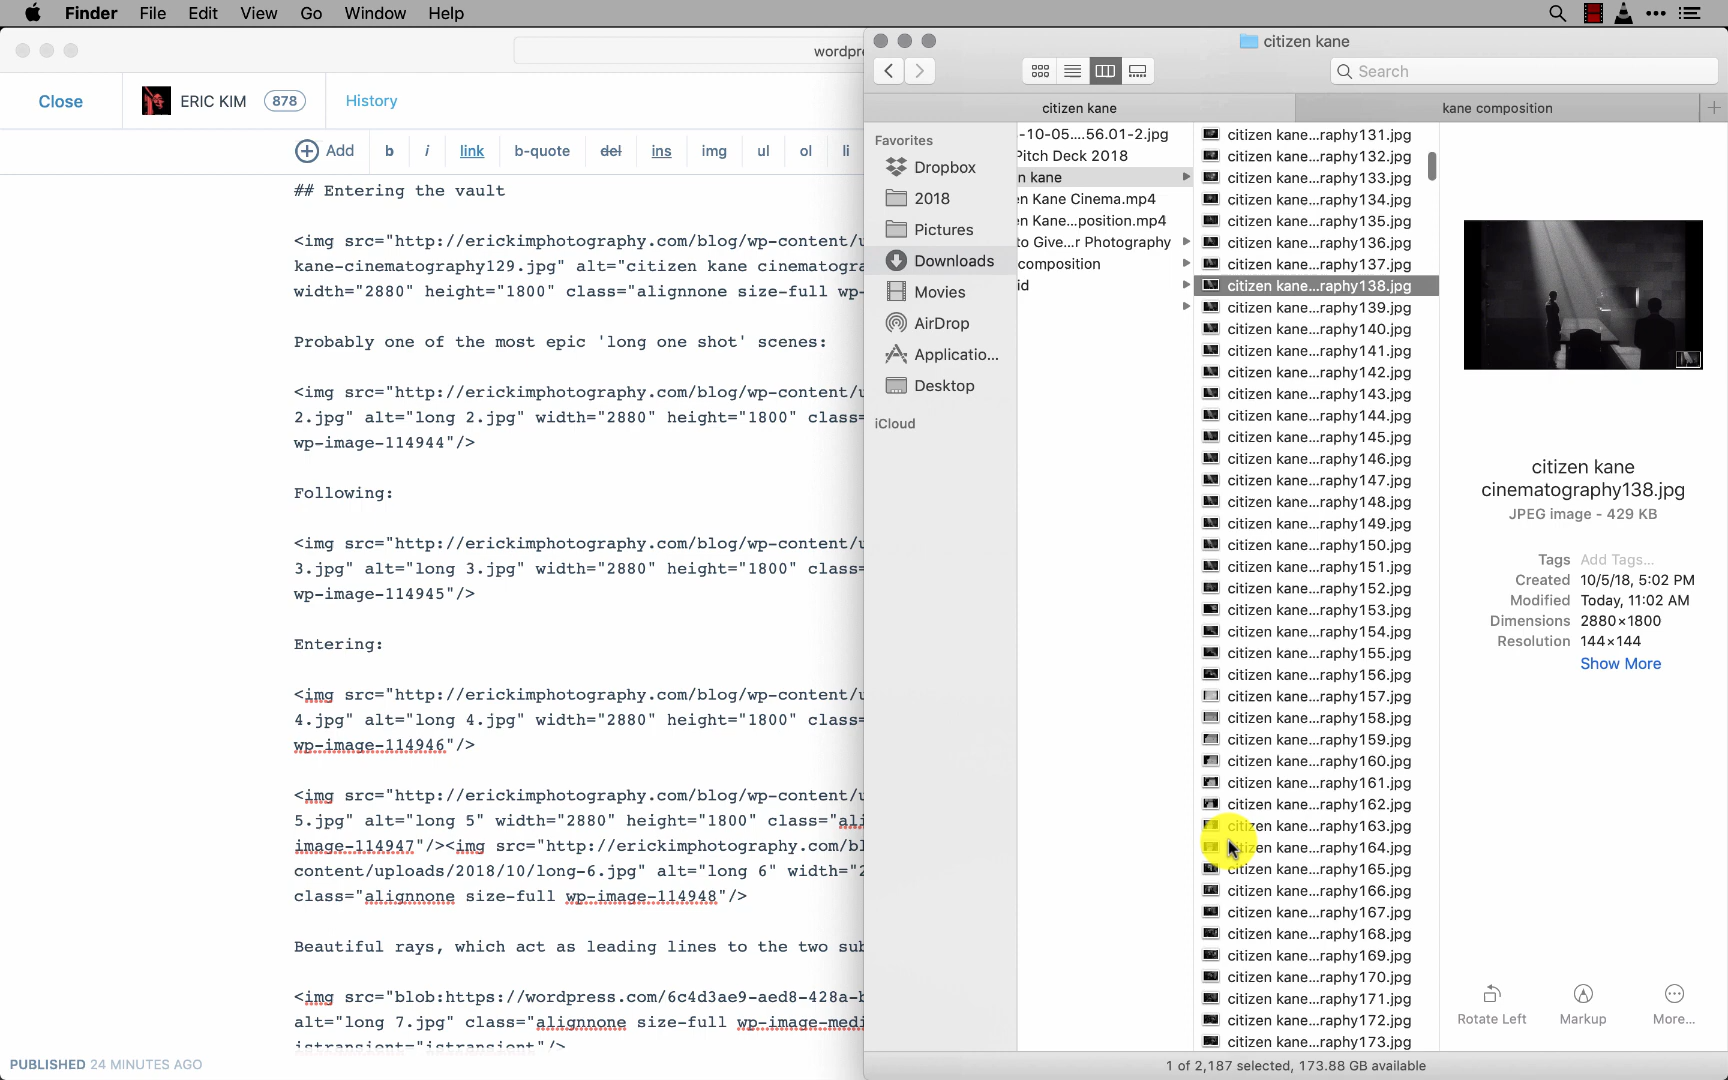 Finder File Edit View Go Window Help
wordpre
Close ERIC KIM 878 History
Add b i link b-quote del ins img ul ol li
## Entering the vault
<img src="http://erickimphotography.com/blog/wp-content/u
kane-cinematography129.jpg" alt="citizen kane cinematogra
width="2880" height="1800" class="alignnone size-full wp-
Probably one of the most epic 'long one shot' scenes:
<img src="http://erickimphotography.com/blog/wp-content/u
2.jpg" alt="long 2.jpg" width="2880" height="1800" class=
wp-image-114944"/>
Following:
<img src="http://erickimphotography.com/blog/wp-content/u
3.jpg" alt="long 3.jpg" width="2880" height="1800" class=
wp-image-114945"/>
Entering:
<img src="http://erickimphotography.com/blog/wp-content/u
4.jpg" alt="long 4.jpg" width="2880" height="1800" class=
wp-image-114946"/>
<img src="http://erickimphotography.com/blog/wp-content/u
5.jpg" alt="long 5" width="2880" height="1800" class="ali
image-114947"/><img src="http://erickimphotography.com/bl
content/uploads/2018/10/long-6.jpg" alt="long 6" width="2
class="alignnone size-full wp-image-114948"/>
Beautiful rays, which act as leading lines to the two sub
<img src="blob:https://wordpress.com/6c4d3ae9-aed8-428a-b
alt="long 7.jpg" class="alignnone size-full wp-image-medi
istransient="istransient"/>
PUBLISHED 24 MINUTES AGO
citizen kane
Search
citizen kane kane composition
Favorites
Dropbox
2018
Pictures
Downloads
Movies
AirDrop
Applicatio...
Desktop
iCloud
-10-05....56.01-2.jpg
Pitch Deck 2018
n kane
en Kane Cinema.mp4
en Kane...position.mp4
to Give...r Photography
composition
id
citizen kane...raphy131.jpg
citizen kane...raphy132.jpg
citizen kane...raphy133.jpg
citizen kane...raphy134.jpg
citizen kane...raphy135.jpg
citizen kane...raphy136.jpg
citizen kane...raphy137.jpg
citizen kane...raphy138.jpg
citizen kane...raphy139.jpg
citizen kane...raphy140.jpg
citizen kane...raphy141.jpg
citizen kane...raphy142.jpg
citizen kane...raphy143.jpg
citizen kane...raphy144.jpg
citizen kane...raphy145.jpg
citizen kane...raphy146.jpg
citizen kane...raphy147.jpg
citizen kane...raphy148.jpg
citizen kane...raphy149.jpg
citizen kane...raphy150.jpg
citizen kane...raphy151.jpg
citizen kane...raphy152.jpg
citizen kane...raphy153.jpg
citizen kane...raphy154.jpg
citizen kane...raphy155.jpg
citizen kane...raphy156.jpg
citizen kane...raphy157.jpg
citizen kane...raphy158.jpg
citizen kane...raphy159.jpg
citizen kane...raphy160.jpg
citizen kane...raphy161.jpg
citizen kane...raphy162.jpg
citizen kane...raphy163.jpg
citizen kane...raphy164.jpg
citizen kane...raphy165.jpg
citizen kane...raphy166.jpg
citizen kane...raphy167.jpg
citizen kane...raphy168.jpg
citizen kane...raphy169.jpg
citizen kane...raphy170.jpg
citizen kane...raphy171.jpg
citizen kane...raphy172.jpg
citizen kane...raphy173.jpg
citizen kane
cinematography138.jpg
JPEG image - 429 KB
Tags Add Tags...
Created 10/5/18, 5:02 PM
Modified Today, 11:02 AM
Dimensions 2880×1800
Resolution 144×144
Show More
Rotate Left Markup More...
1 of 2,187 selected, 173.88 GB available